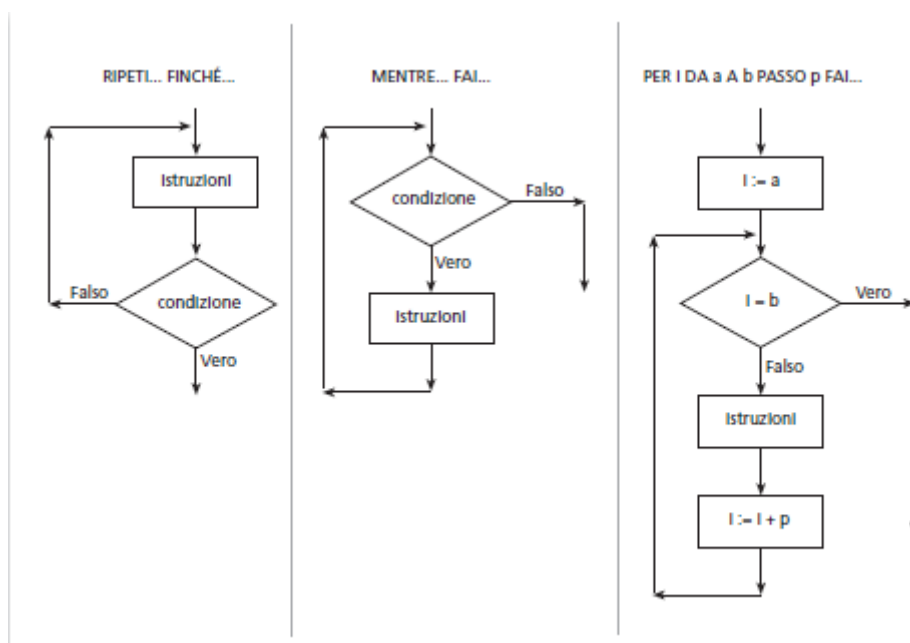 RIPETI... FINCHÉ...
Istruzioni
condizione
Falso
Vero
MENTRE... FAI...
condizione
Falso
Vero
Istruzioni
PER I DA a A b PASSO p FAI...
I := a
I = b
Vero
Falso
Istruzioni
I := I + p